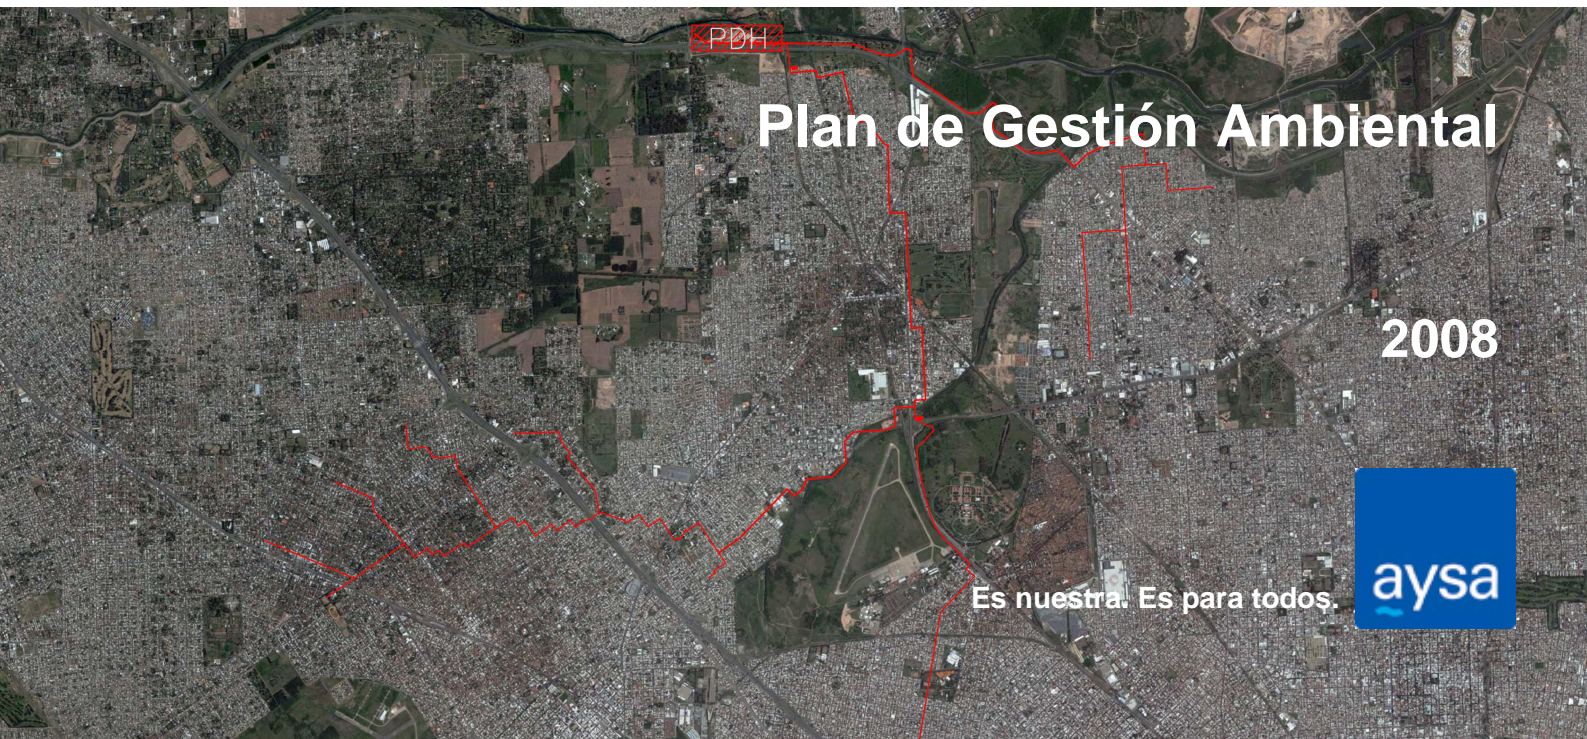 PDH
Plan de Gestión Ambiental
2008
Es nuestra. Es para todos.
aysa